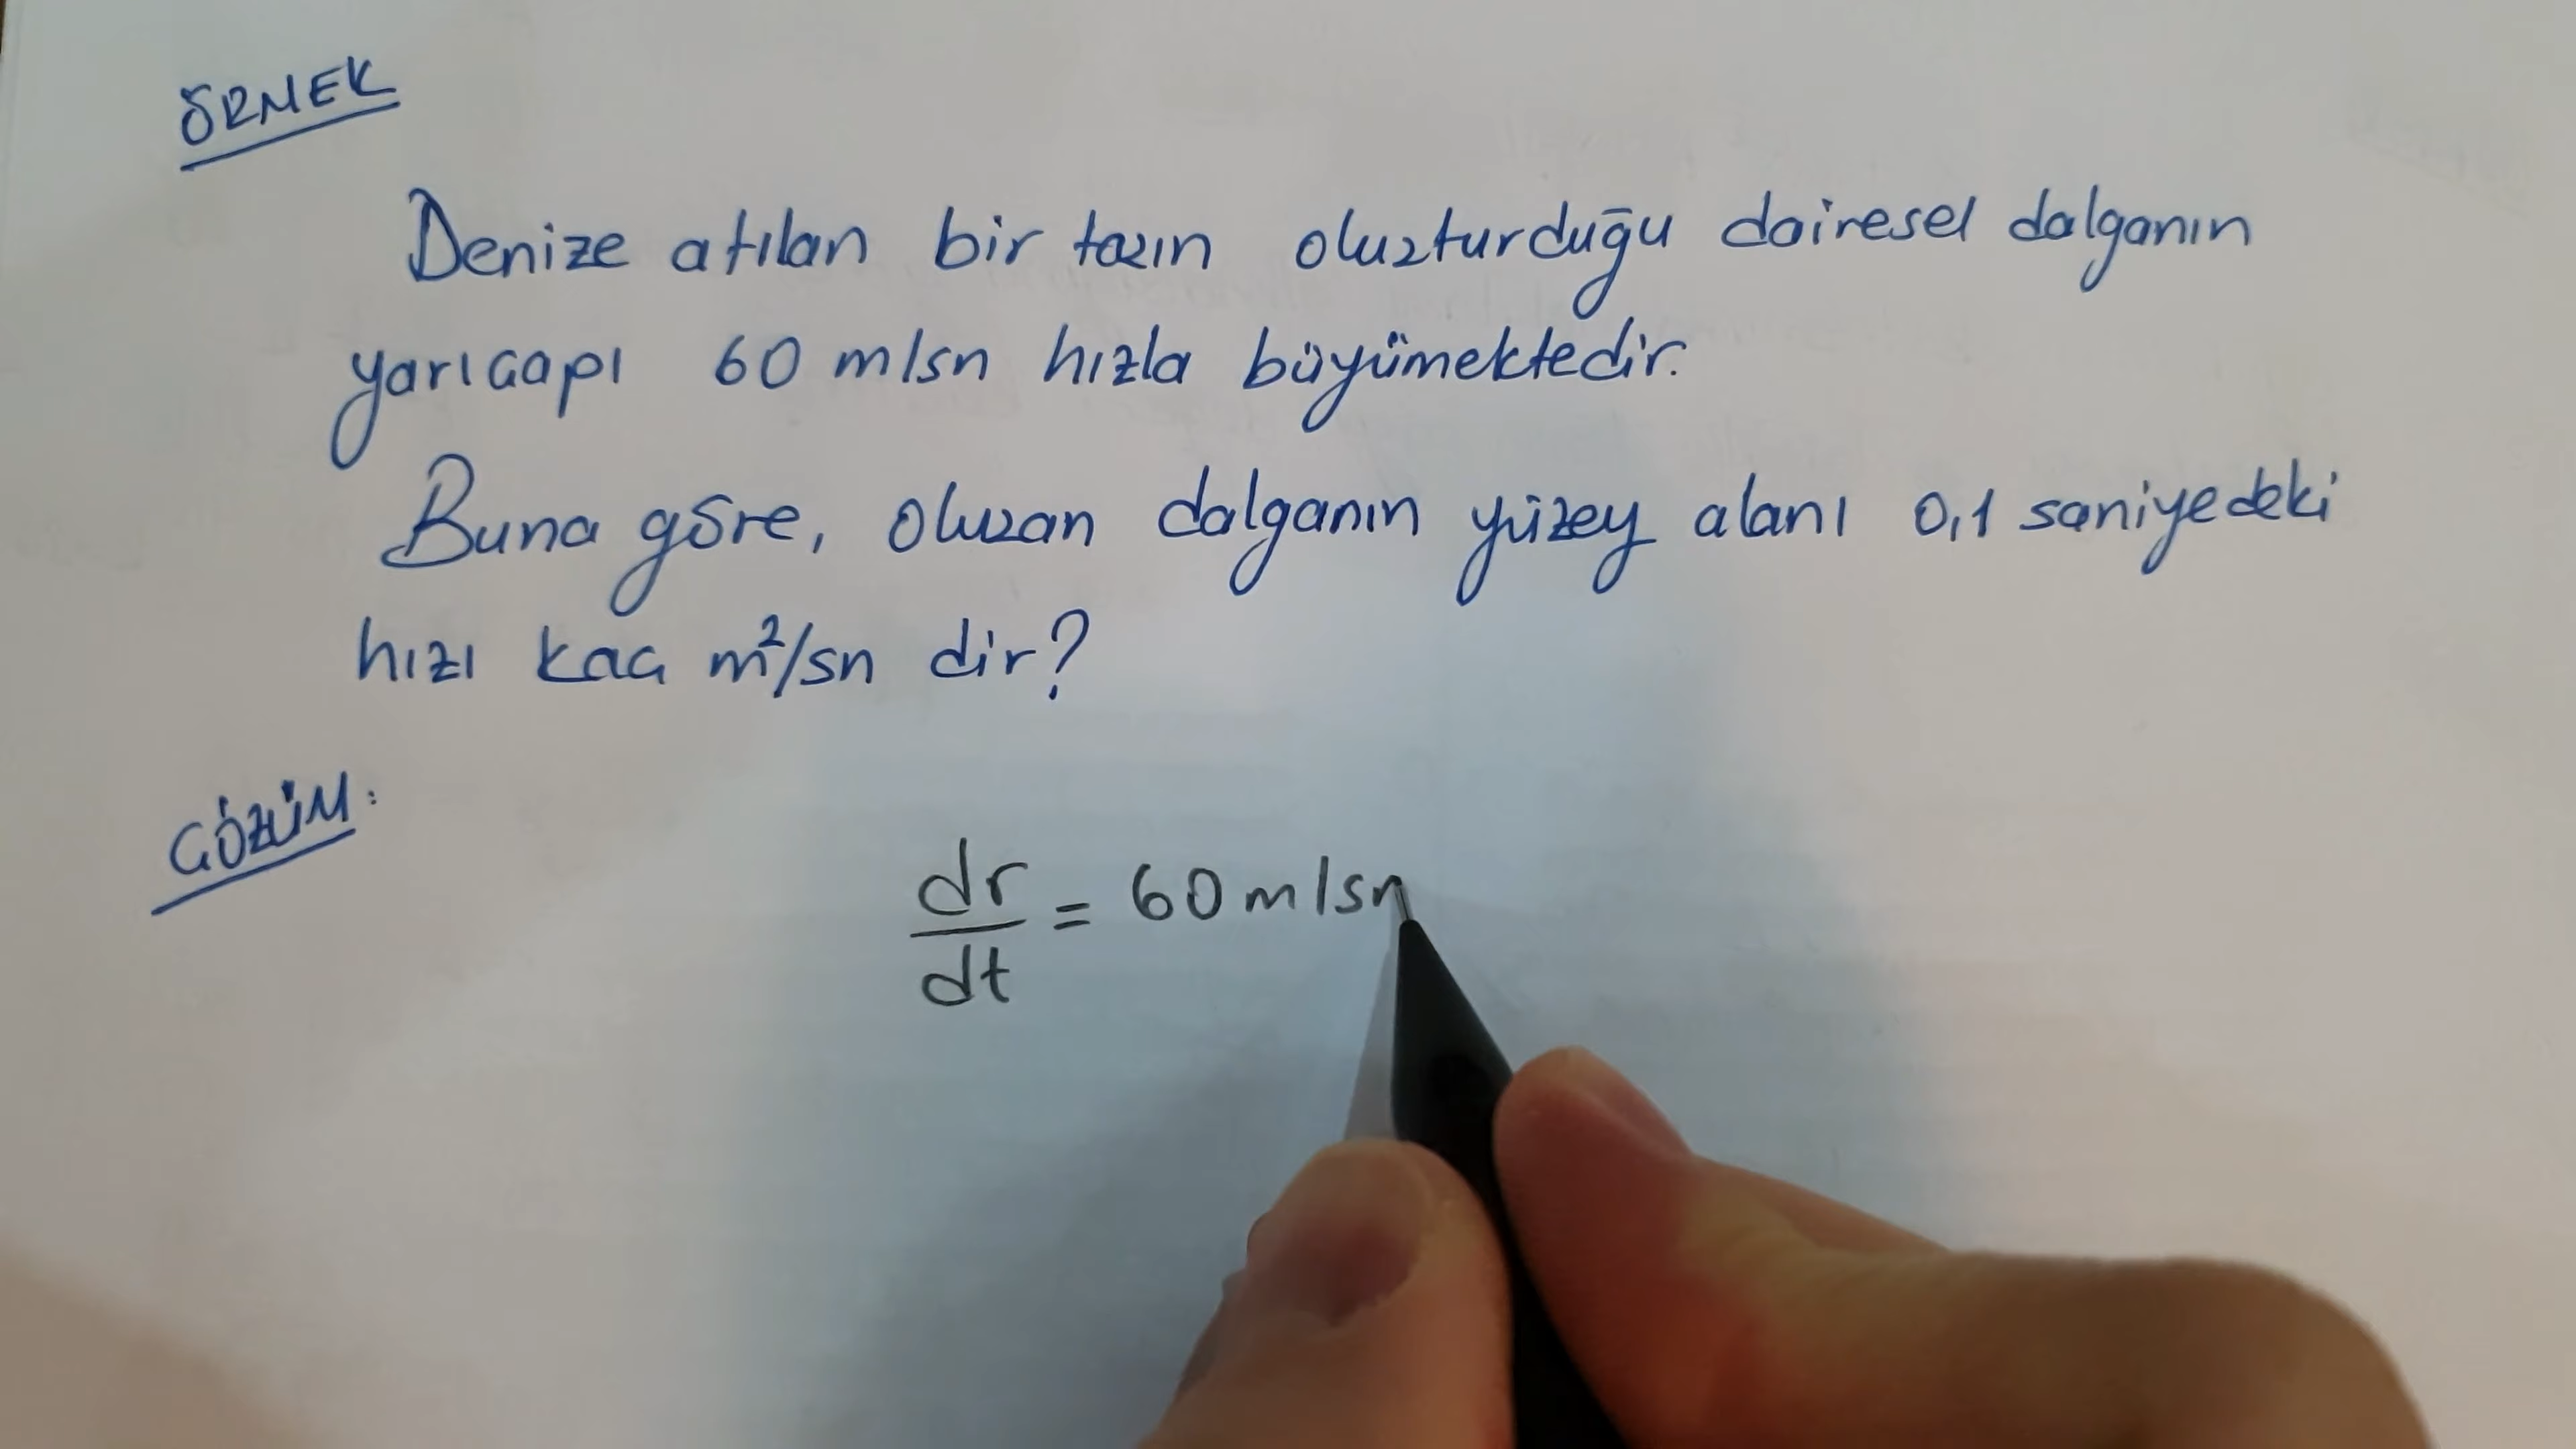 ÖRNEK
Denize atılan bir taşın oluşturduğu dairesel dalganın
yarıçapı 60 m/sn hızla büyümektedir.
Buna göre, oluşan dalganın yüzey alanı 0,1 saniyedeki
hızı kaç m²/sn dir?
ÇÖZÜM:
dr/dt = 60 m/sn